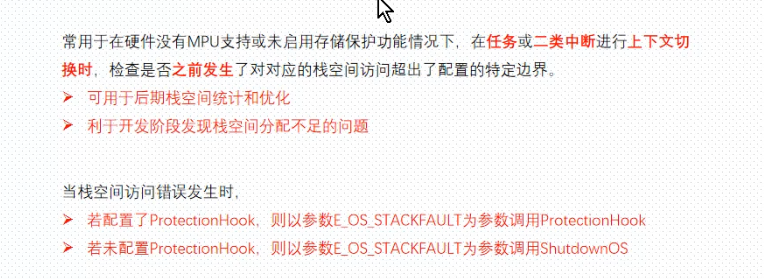 常用于在硬件没有MPU支持或未启用存储保护功能情况下，在任务或二类中断进行上下文切
换时，检查是否之前发生了对对应的栈空间访问超出了配置的特定边界。
➢ 可用于后期栈空间统计和优化
➢ 利于开发阶段发现栈空间分配不足的问题
当栈空间访问错误发生时，
➢ 若配置了ProtectionHook，则以参数E_OS_STACKFAULT为参数调用ProtectionHook
➢ 若未配置ProtectionHook，则以参数E_OS_STACKFAULT为参数调用ShutdownOS